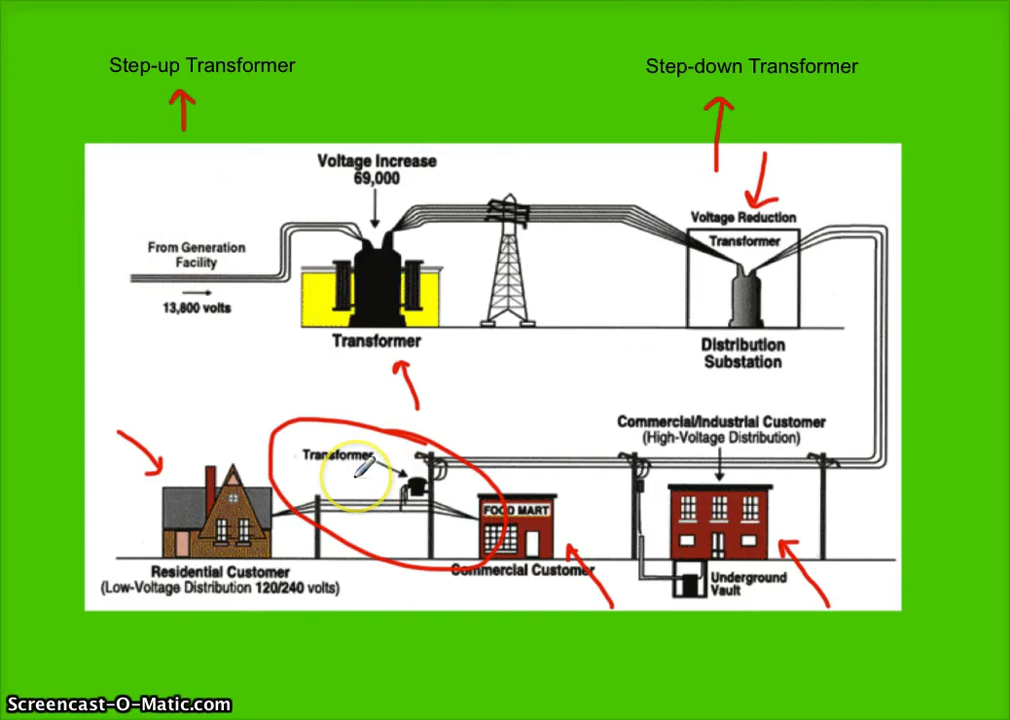 Step-up Transformer
Step-down Transformer
Voltage Increase
69,000
Voltage Reduction
Transformer
From Generation
Facility
13,800 volts
Transformer
Distribution
Substation
Commercial/Industrial Customer
(High-Voltage Distribution)
Transformer
FOOD MART
Residential Customer
(Low-Voltage Distribution 120/240 volts)
Commercial Customer
Underground
Vault
Screencast-O-Matic.com